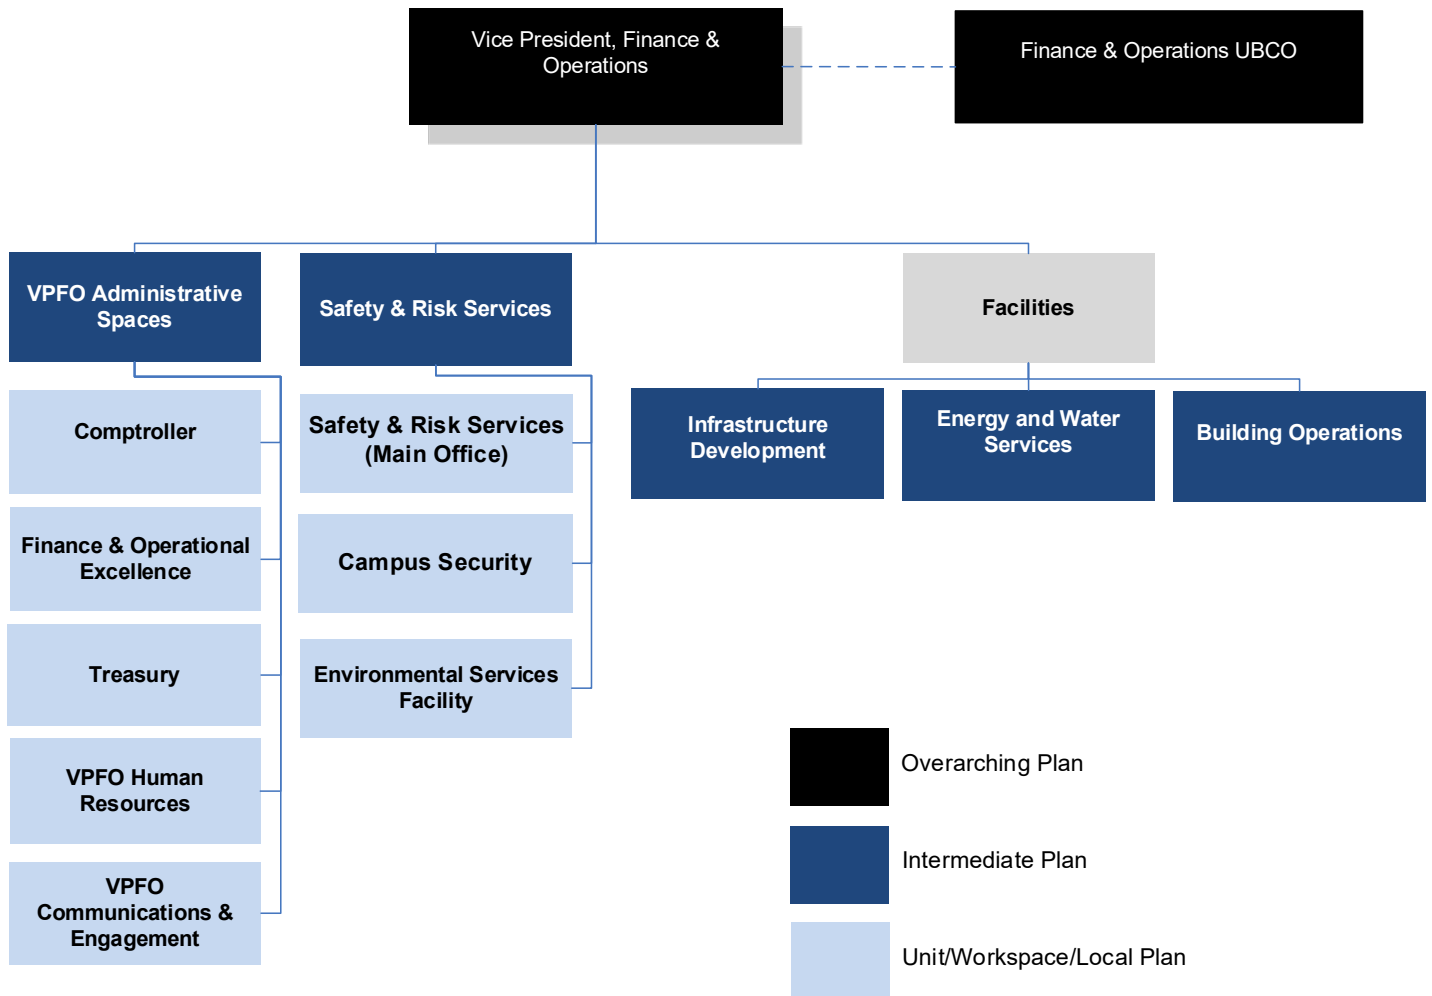 Vice President, Finance &
Operations
Finance & Operations UBCO
VPFO Administrative
Spaces
Safety & Risk Services
Facilities
Comptroller
Finance & Operational
Excellence
Treasury
VPFO Human
Resources
VPFO
Communications &
Engagement
Safety & Risk Services
(Main Office)
Campus Security
Environmental Services
Facility
Infrastructure
Development
Energy and Water
Services
Building Operations
Overarching Plan
Intermediate Plan
Unit/Workspace/Local Plan